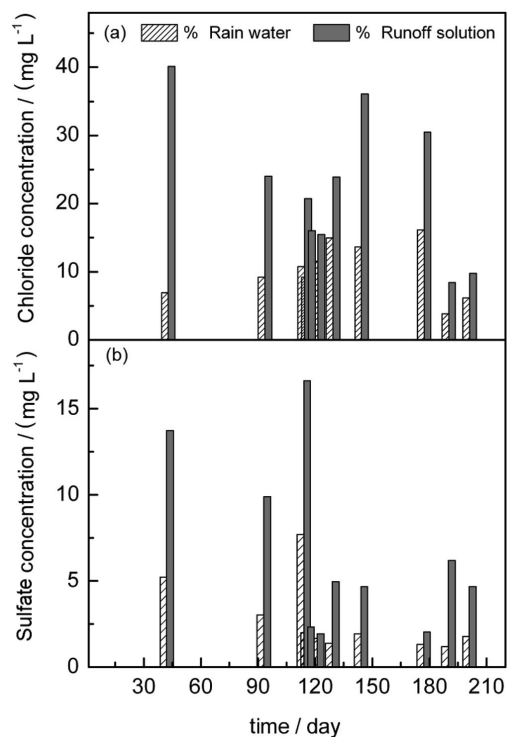 (a) % Rain water % Runoff solution
Chloride concentration / (mg L⁻¹)
40
30
20
10
0
(b)
Sulfate concentration / (mg L⁻¹)
15
10
5
0
30 60 90 120 150 180 210
time / day